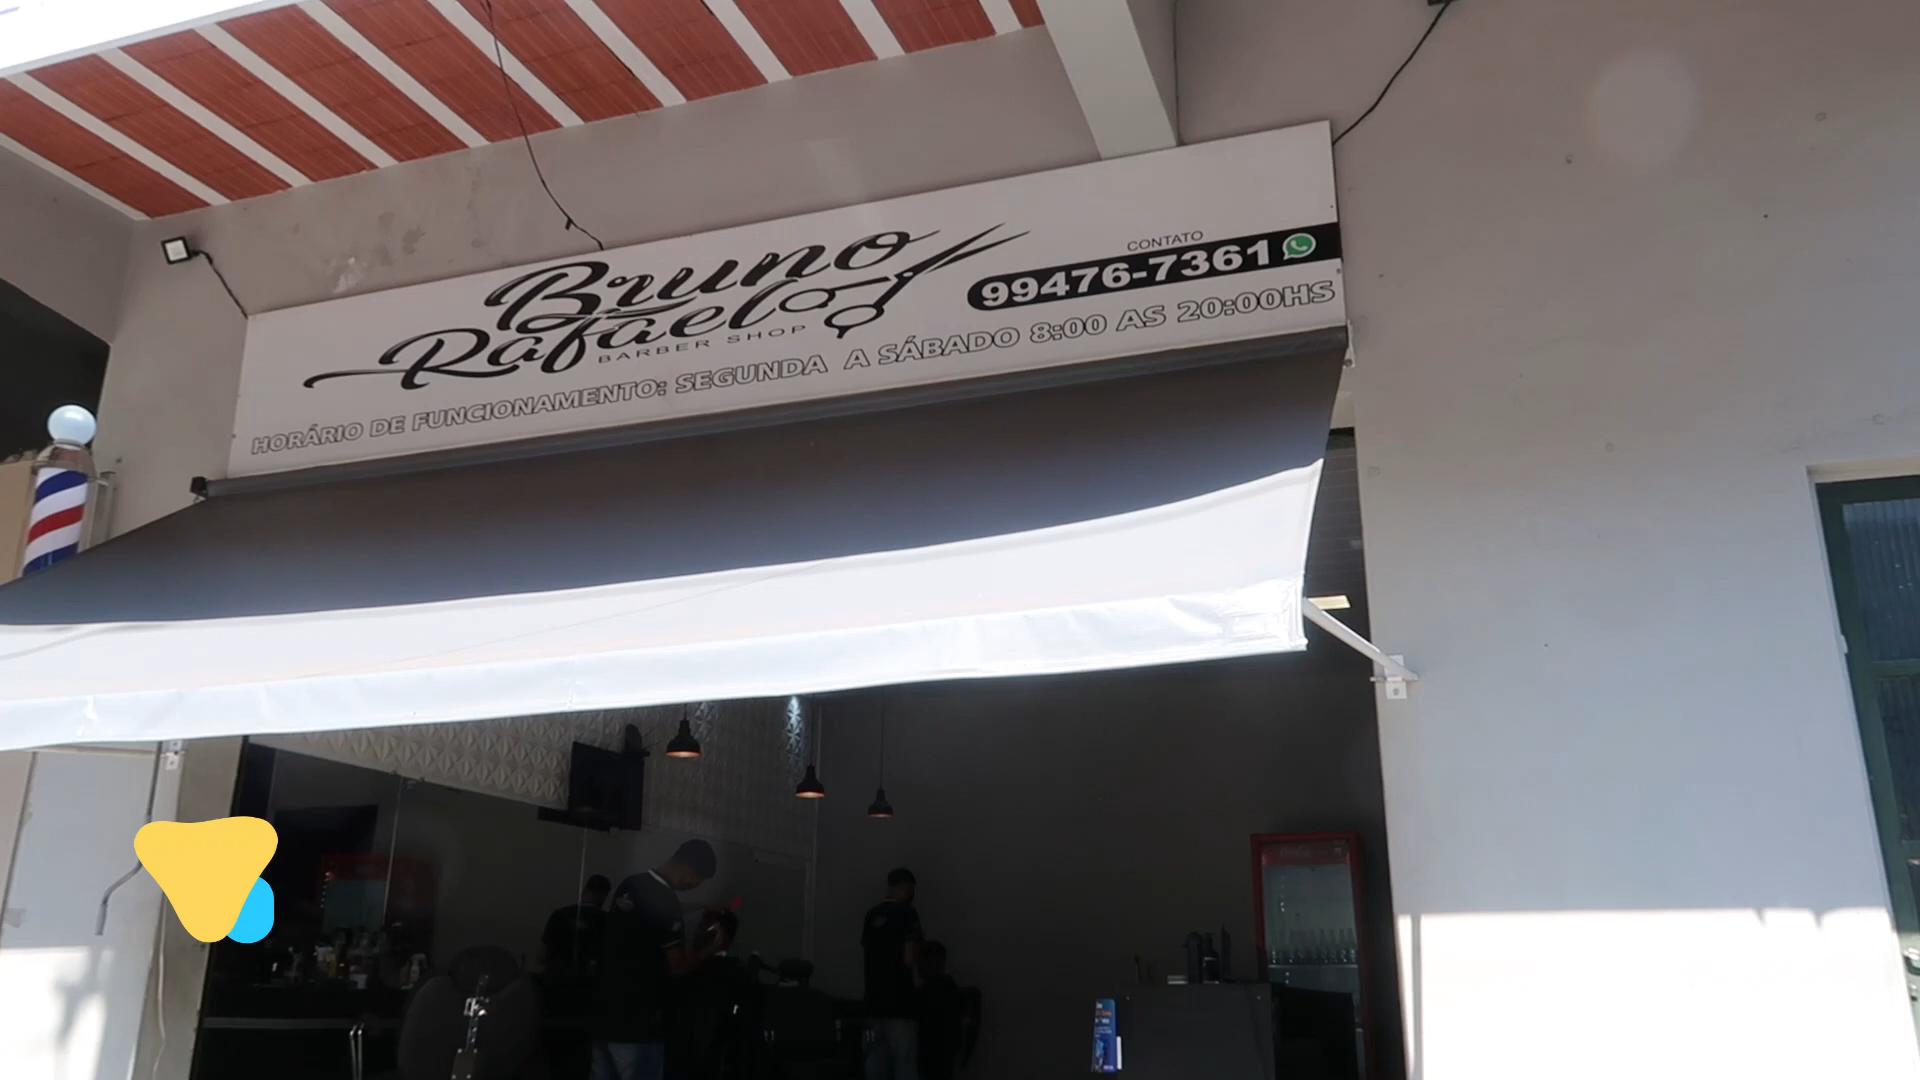 Bruno
Rafael
BARBER SHOP
CONTATO
99476-7361
HORÁRIO DE FUNCIONAMENTO: SEGUNDA A SÁBADO 8:00 AS 20:00HS